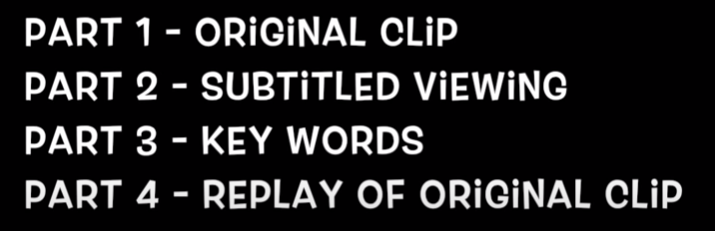 PART 1 - ORiGiNAL CLiP
PART 2 - SUBTiTLED ViEWiNG
PART 3 - KEY WORDS
PART 4 - REPLAY OF ORiGiNAL CLiP